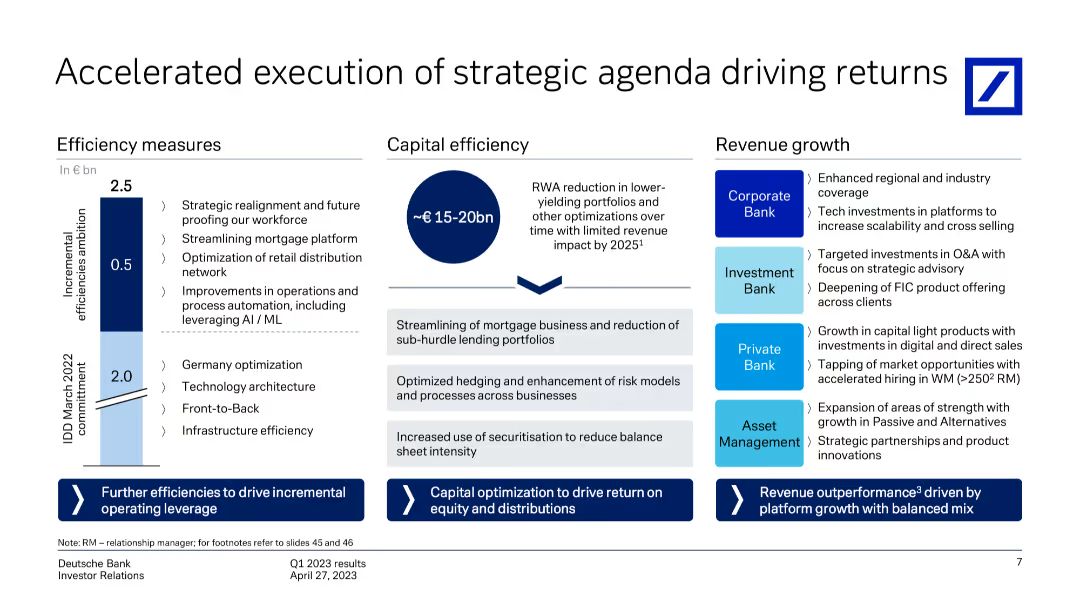 Accelerated execution of strategic agenda driving returns
Efficiency measures
In € bn
2.5
Incremental
efficiencies ambition
0.5
〉 Strategic realignment and future
proofing our workforce
〉 Streamlining mortgage platform
〉 Optimization of retail distribution
network
〉 Improvements in operations and
process automation, including
leveraging AI / ML
IDD March 2022
committment
2.0
〉 Germany optimization
〉 Technology architecture
〉 Front-to-Back
〉 Infrastructure efficiency
〉 Further efficiencies to drive incremental
operating leverage
Capital efficiency
~€ 15-20bn
RWA reduction in lower-
yielding portfolios and
other optimizations over
time with limited revenue
impact by 2025¹
Streamlining of mortgage business and reduction of
sub-hurdle lending portfolios
Optimized hedging and enhancement of risk models
and processes across businesses
Increased use of securitisation to reduce balance
sheet intensity
〉 Capital optimization to drive return on
equity and distributions
Revenue growth
Corporate
Bank
〉 Enhanced regional and industry
coverage
〉 Tech investments in platforms to
increase scalability and cross selling
Investment
Bank
〉 Targeted investments in O&A with
focus on strategic advisory
〉 Deepening of FIC product offering
across clients
Private
Bank
〉 Growth in capital light products with
investments in digital and direct sales
〉 Tapping of market opportunities with
accelerated hiring in WM (>250² RM)
Asset
Management
〉 Expansion of areas of strength with
growth in Passive and Alternatives
〉 Strategic partnerships and product
innovations
〉 Revenue outperformance³ driven by
platform growth with balanced mix
Note: RM – relationship manager; for footnotes refer to slides 45 and 46
Deutsche Bank
Investor Relations
Q1 2023 results
April 27, 2023
7